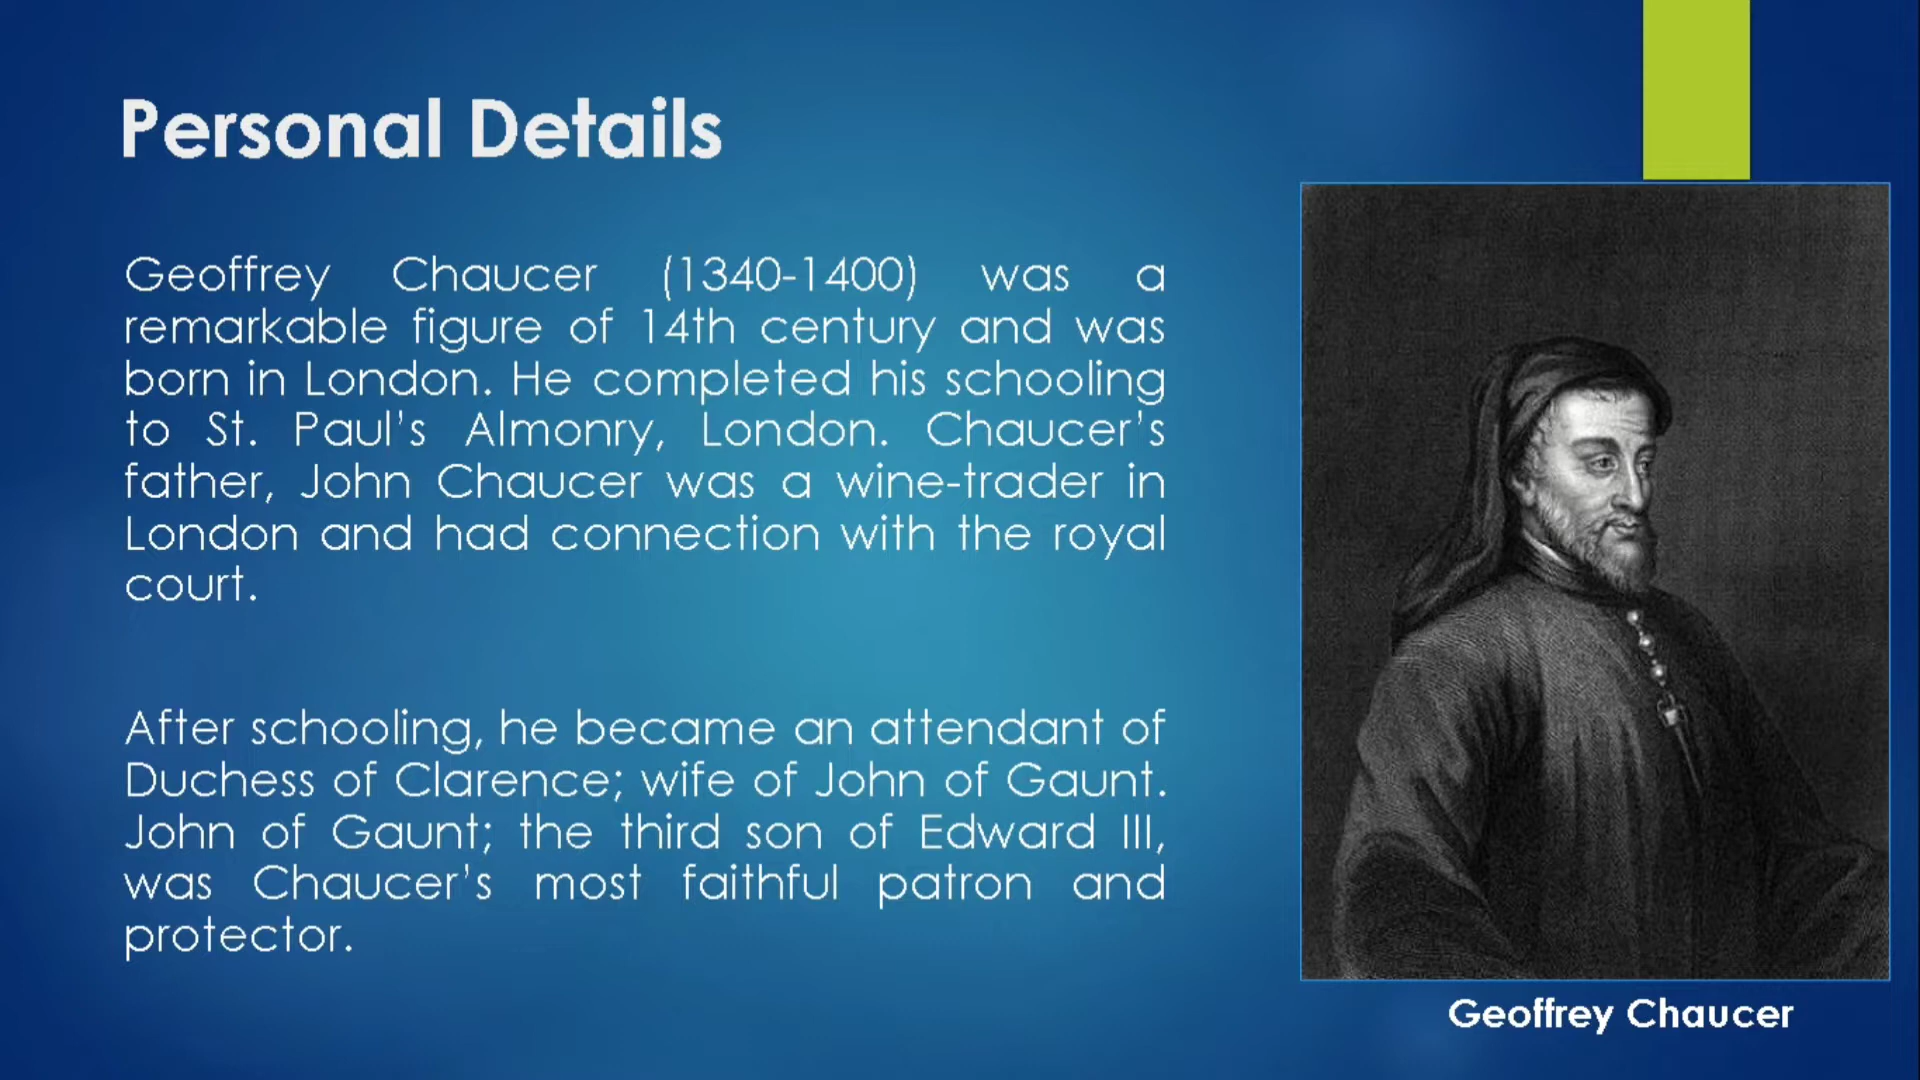 Personal Details
Geoffrey Chaucer (1340-1400) was a
remarkable figure of 14th century and was
born in London. He completed his schooling
to St. Paul's Almonry, London. Chaucer's
father, John Chaucer was a wine-trader in
London and had connection with the royal
court.
After schooling, he became an attendant of
Duchess of Clarence; wife of John of Gaunt.
John of Gaunt; the third son of Edward III,
was Chaucer's most faithful patron and
protector.
Geoffrey Chaucer